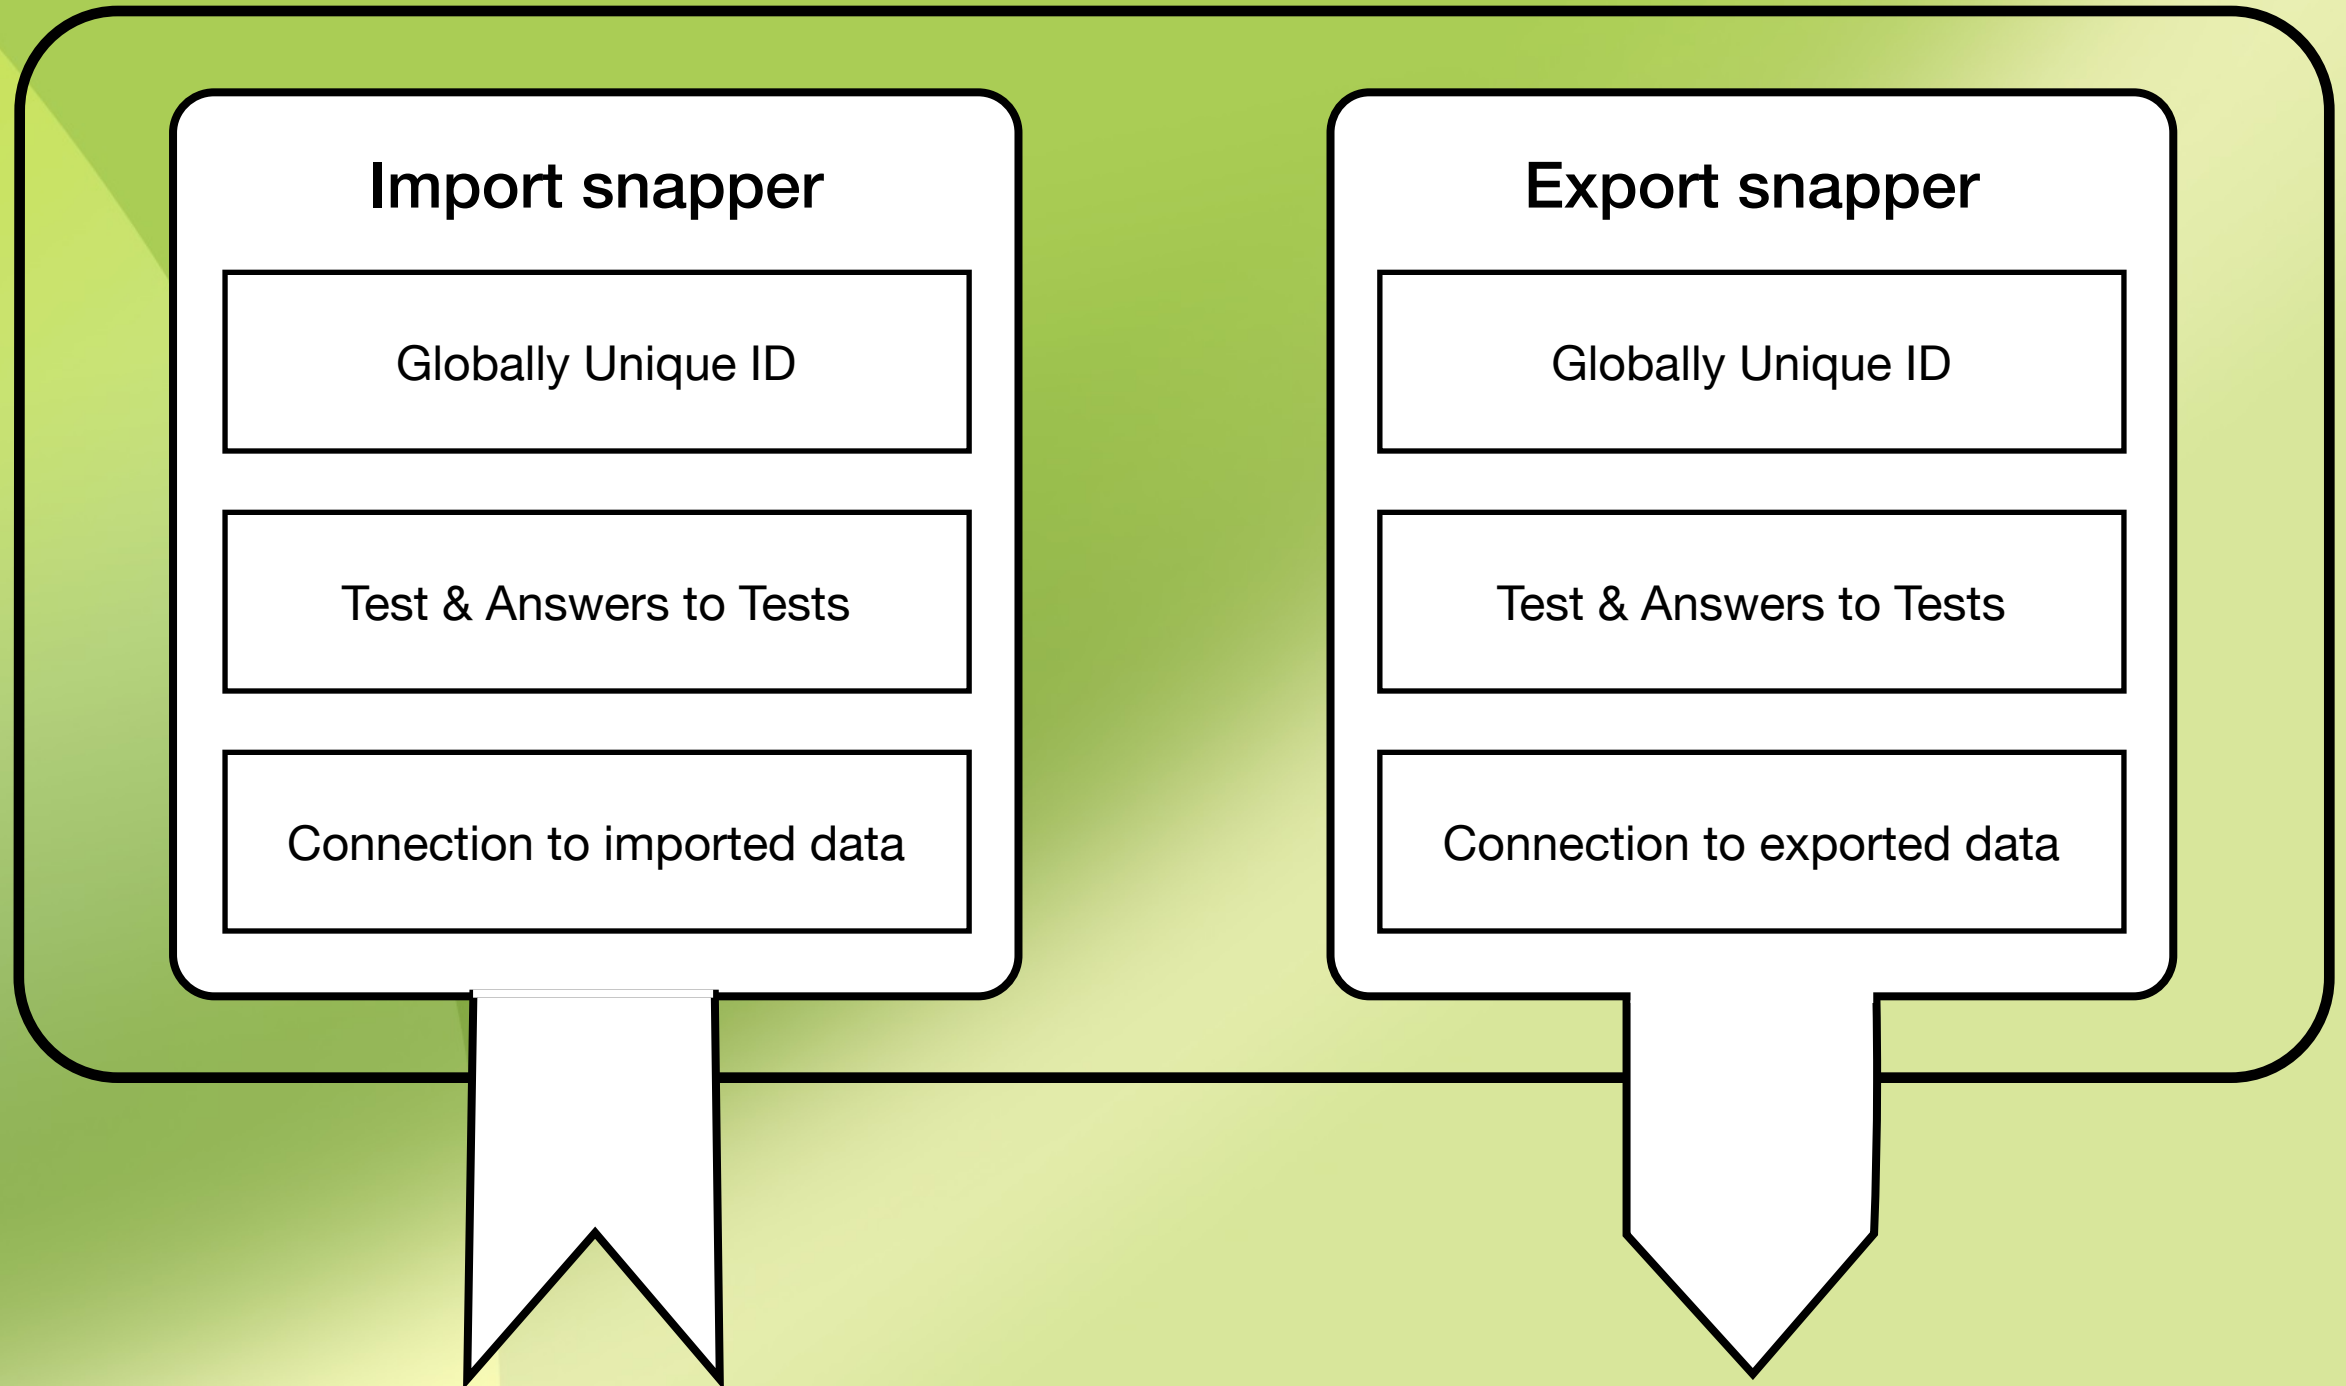 Import snapper
Globally Unique ID
Test & Answers to Tests
Connection to imported data
Export snapper
Globally Unique ID
Test & Answers to Tests
Connection to exported data